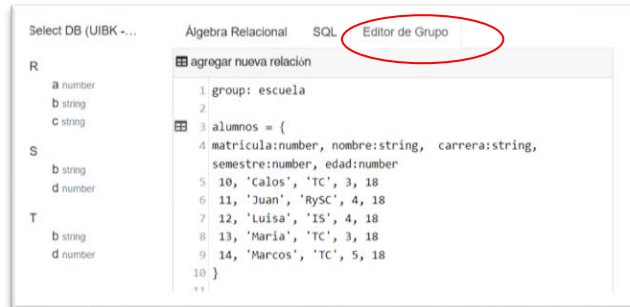 Select DB (UIBK -...
R
a number
b string
c string
S
b string
d number
T
b string
d number
Álgebra Relacional SQL Editor de Grupo
agregar nueva relación
1 group: escuela
2
3 alumnos = {
4 matricula:number, nombre:string, carrera:string,
semestre:number, edad:number
5 10, 'Calos', 'TC', 3, 18
6 11, 'Juan', 'RySC', 4, 18
7 12, 'Luisa', 'IS', 4, 18
8 13, 'Maria', 'TC', 3, 18
9 14, 'Marcos', 'TC', 5, 18
10 }
11